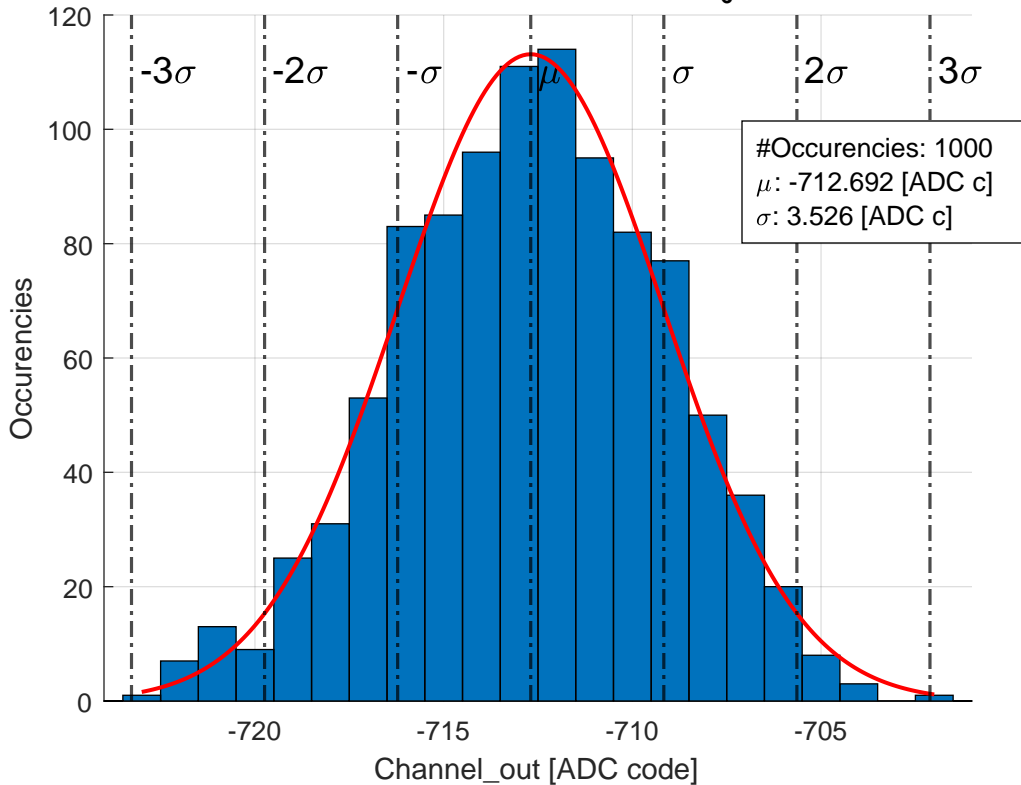 120
100
80
60
40
20
0
Occurencies
-3σ -2σ -σ μ σ 2σ 3σ
#Occurencies: 1000
μ: -712.692 [ADC c]
σ: 3.526 [ADC c]
-720 -715 -710 -705
Channel_out [ADC code]